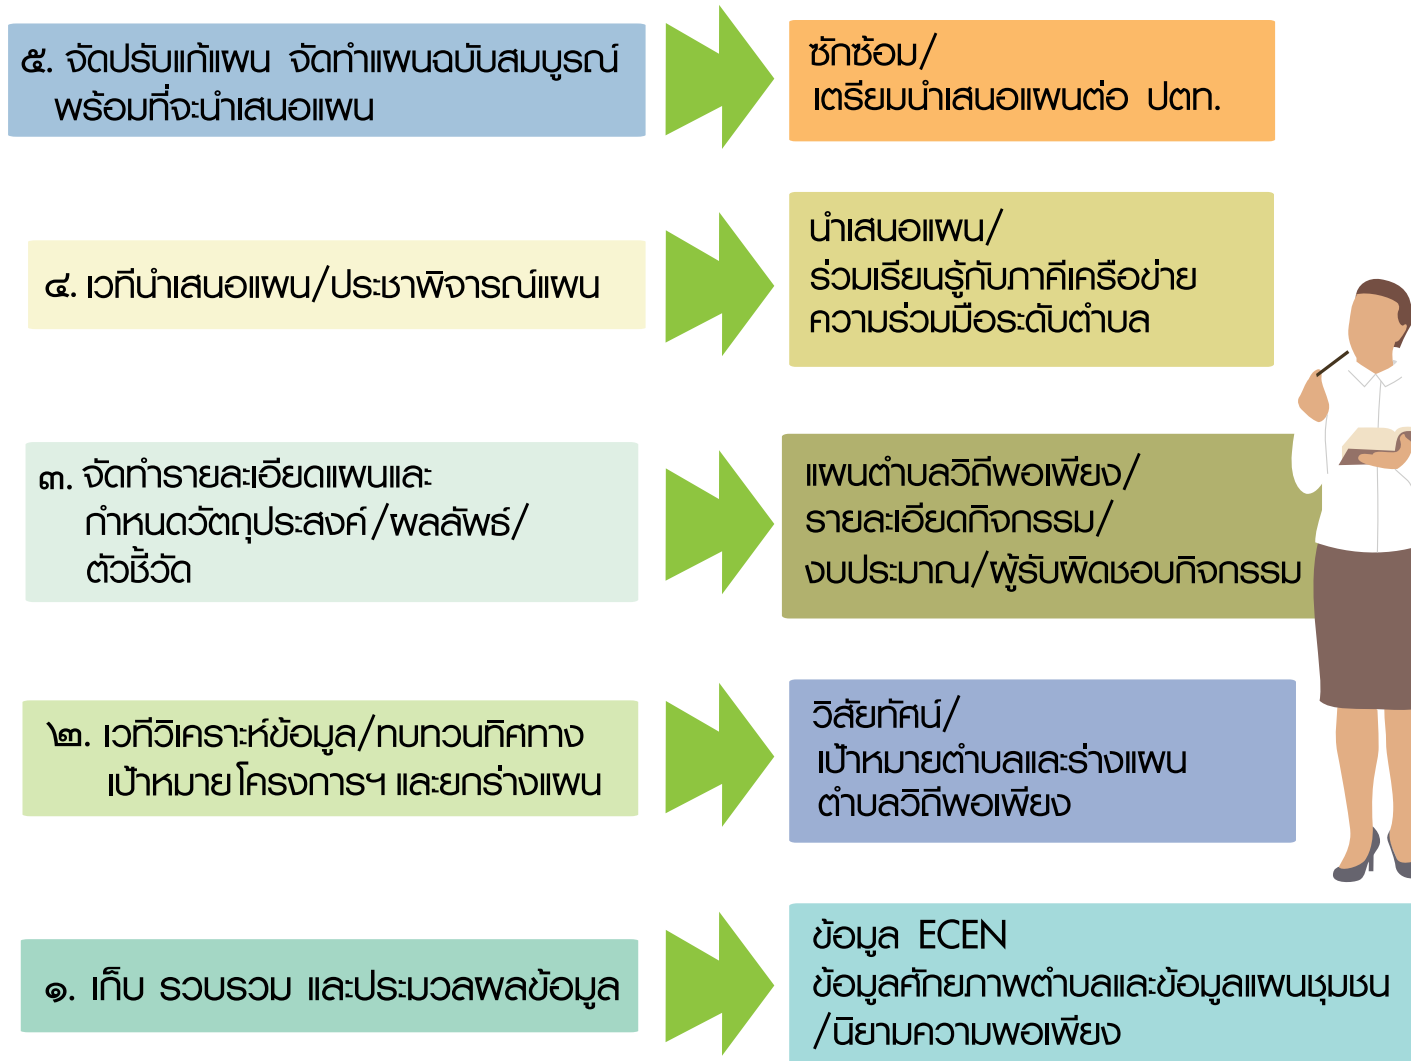 ๕. จัดปรับแก้แผน จัดทำแผนฉบับสมบูรณ์
พร้อมที่จะนำเสนอแผน
ซักซ้อม/
เตรียมนำเสนอแผนต่อ ปตท.
๔. เวทีนำเสนอแผน/ประชาพิจารณ์แผน
นำเสนอแผน/
ร่วมเรียนรู้กับภาคีเครือข่าย
ความร่วมมือระดับตำบล
๓. จัดทำรายละเอียดแผนและ
กำหนดวัตถุประสงค์/ผลลัพธ์/
ตัวชี้วัด
แผนตำบลวิถีพอเพียง/
รายละเอียดกิจกรรม/
งบประมาณ/ผู้รับผิดชอบกิจกรรม
๒. เวทีวิเคราะห์ข้อมูล/ทบทวนทิศทาง
เป้าหมาย โครงการฯ และยกร่างแผน
วิสัยทัศน์/
เป้าหมายตำบลและร่างแผน
ตำบลวิถีพอเพียง
๑. เก็บ รวบรวม และประมวลผลข้อมูล
ข้อมูล ECEN
ข้อมูลศักยภาพตำบลและข้อมูลแผนชุมชน
/นิยามความพอเพียง